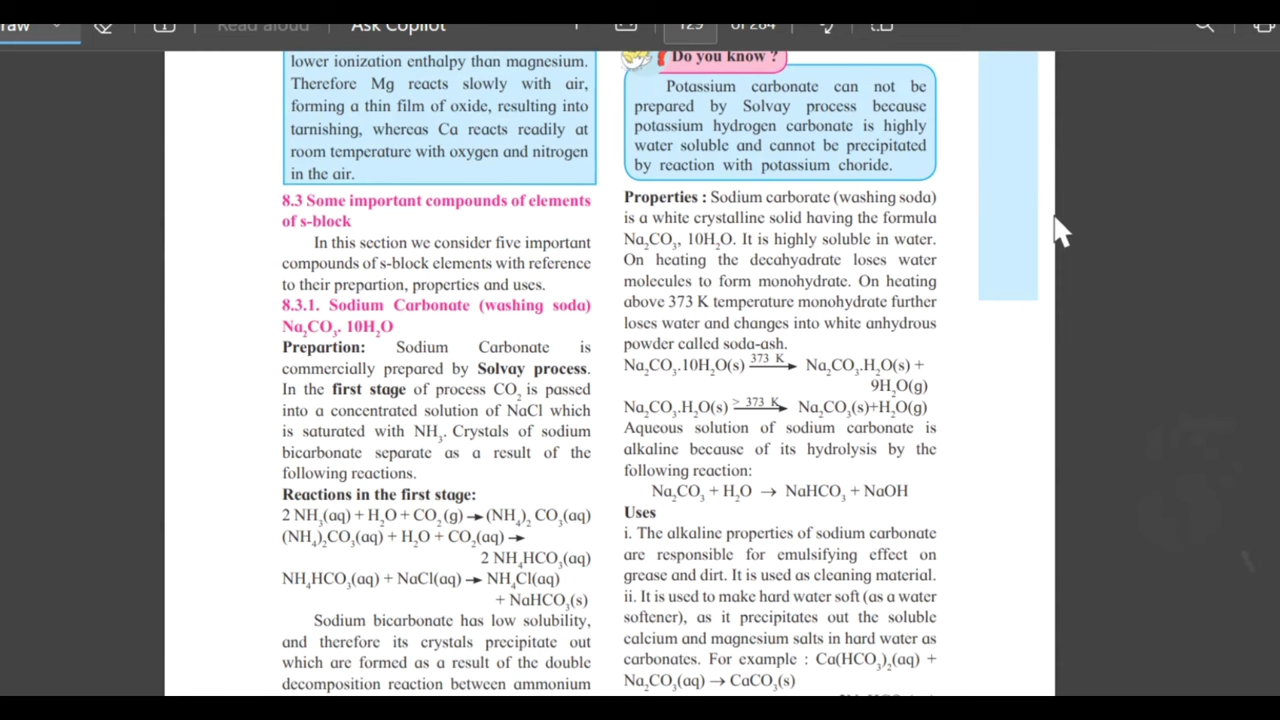 Read aloud
Ask Copilot
129
of 284
lower ionization enthalpy than magnesium.
Therefore Mg reacts slowly with air,
forming a thin film of oxide, resulting into
tarnishing, whereas Ca reacts readily at
room temperature with oxygen and nitrogen
in the air.
8.3 Some important compounds of elements
of s-block
In this section we consider five important
compounds of s-block elements with reference
to their prepartion, properties and uses.
8.3.1. Sodium Carbonate (washing soda)
Na₂CO₃. 10H₂O
Prepartion: Sodium Carbonate is
commercially prepared by Solvay process.
In the first stage of process CO₂ is passed
into a concentrated solution of NaCl which
is saturated with NH₃. Crystals of sodium
bicarbonate separate as a result of the
following reactions.
Reactions in the first stage:
2 NH₃(aq) + H₂O + CO₂(g) → (NH₄)₂ CO₃(aq)
(NH₄)₂CO₃(aq) + H₂O + CO₂(aq) →
2 NH₄HCO₃(aq)
NH₄HCO₃(aq) + NaCl(aq) → NH₄Cl(aq)
+ NaHCO₃(s)
Sodium bicarbonate has low solubility,
and therefore its crystals precipitate out
which are formed as a result of the double
decomposition reaction between ammonium
Do you know ?
Potassium carbonate can not be
prepared by Solvay process because
potassium hydrogen carbonate is highly
water soluble and cannot be precipitated
by reaction with potassium choride.
Properties : Sodium carborate (washing soda)
is a white crystalline solid having the formula
Na₂CO₃, 10H₂O. It is highly soluble in water.
On heating the decahyadrate loses water
molecules to form monohydrate. On heating
above 373 K temperature monohydrate further
loses water and changes into white anhydrous
powder called soda-ash.
Na₂CO₃.10H₂O(s) 373 K → Na₂CO₃.H₂O(s) +
9H₂O(g)
Na₂CO₃.H₂O(s) > 373 K → Na₂CO₃(s)+H₂O(g)
Aqueous solution of sodium carbonate is
alkaline because of its hydrolysis by the
following reaction:
Na₂CO₃ + H₂O → NaHCO₃ + NaOH
Uses
i. The alkaline properties of sodium carbonate
are responsible for emulsifying effect on
grease and dirt. It is used as cleaning material.
ii. It is used to make hard water soft (as a water
softener), as it precipitates out the soluble
calcium and magnesium salts in hard water as
carbonates. For example : Ca(HCO₃)₂(aq) +
Na₂CO₃(aq) → CaCO₃(s)